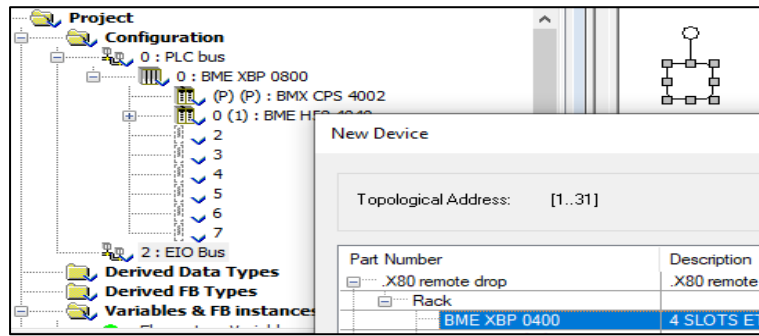 Project
Configuration
0 : PLC bus
0 : BME XBP 0800
(P) (P) : BMX CPS 4002
0 (1) : BME
2
3
4
5
6
7
2 : EIO Bus
Derived Data Types
Derived FB Types
Variables & FB instances
New Device
Topological Address: [1..31]
Part Number Description
.X80 remote drop .X80 remote
Rack
BME XBP 0400 4 SLOTS